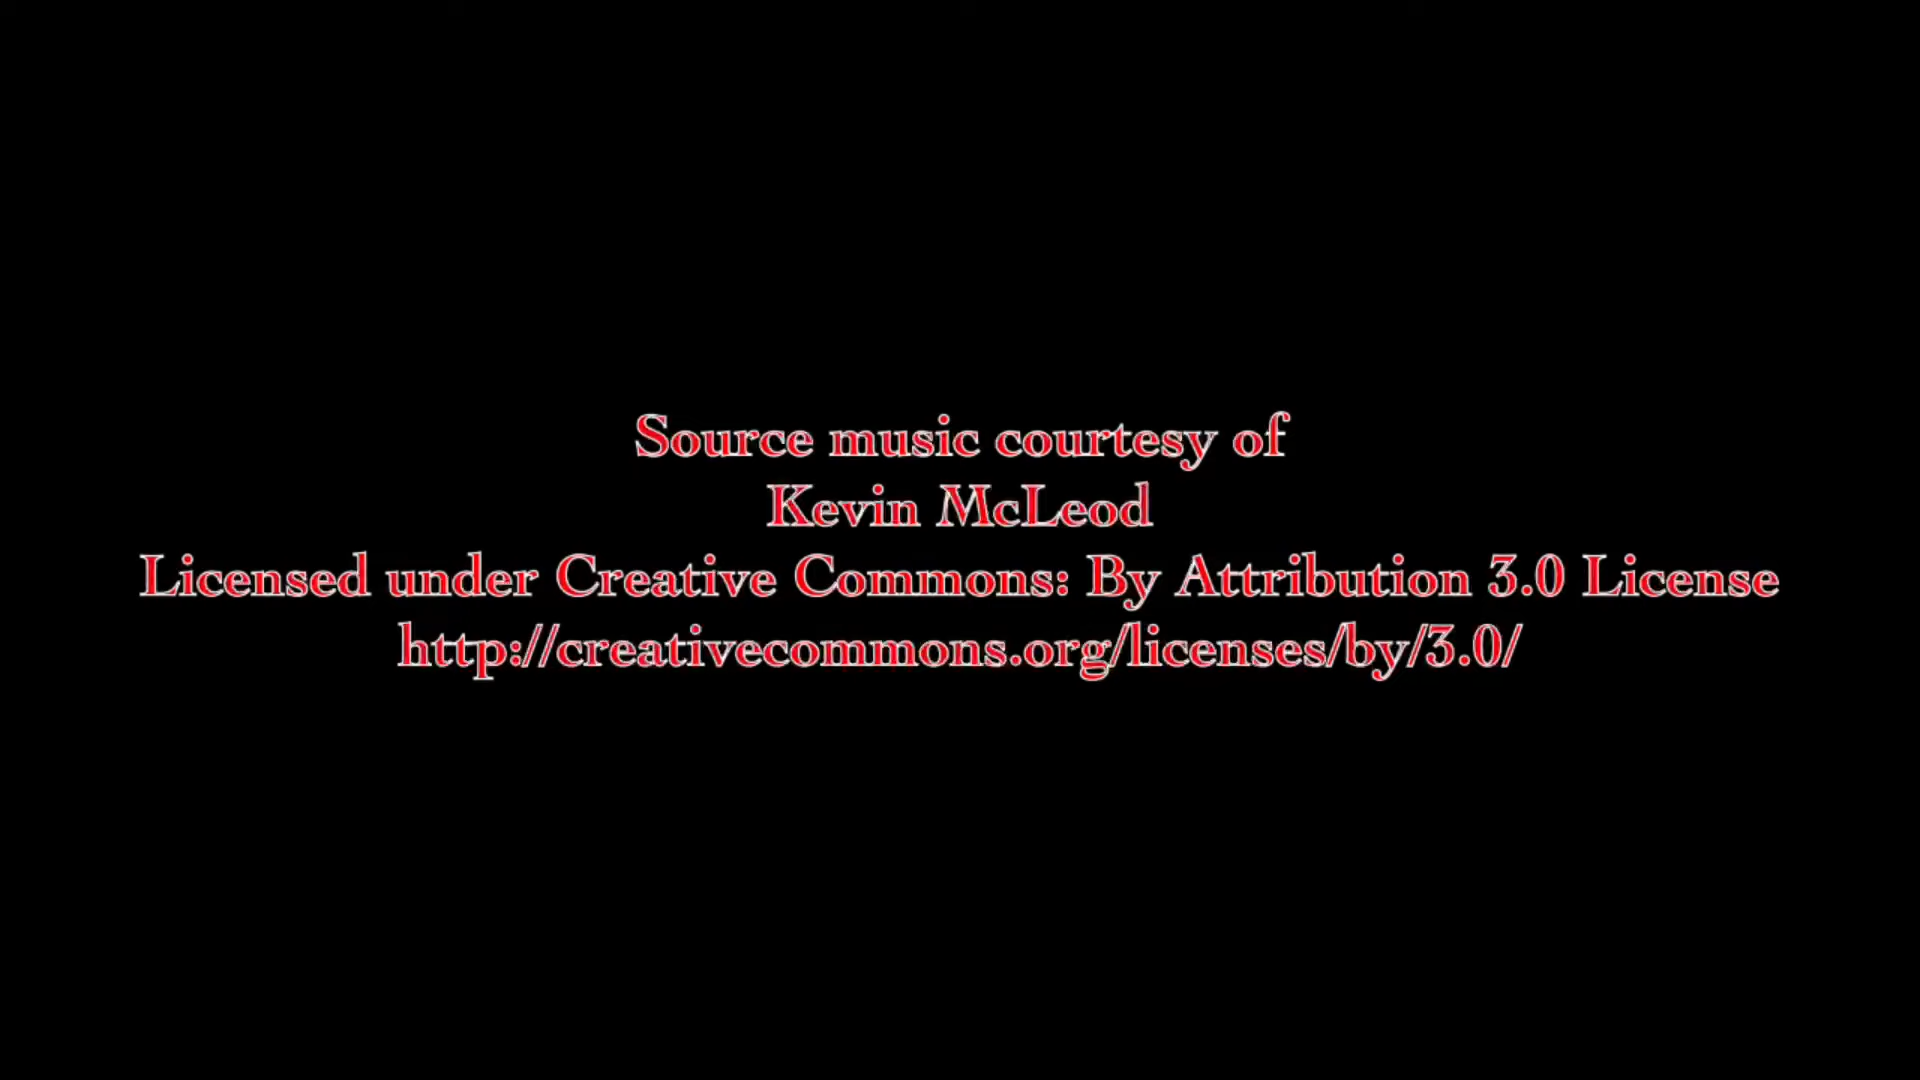 Source music courtesy of
Kevin McLeod
Licensed under Creative Commons: By Attribution 3.0 License
http://creativecommons.org/licenses/by/3.0/